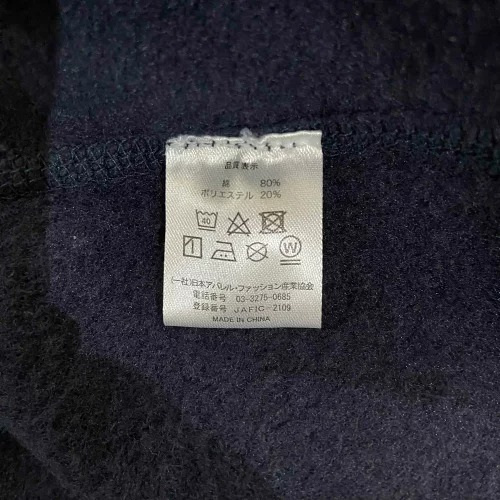 品質表示
綿 80%
ポリエステル 20%
40
W
(一社)日本アパレル・ファッション産業協会
電話番号 03-3275-0685
登録番号 JAFIC-2109
MADE IN CHINA